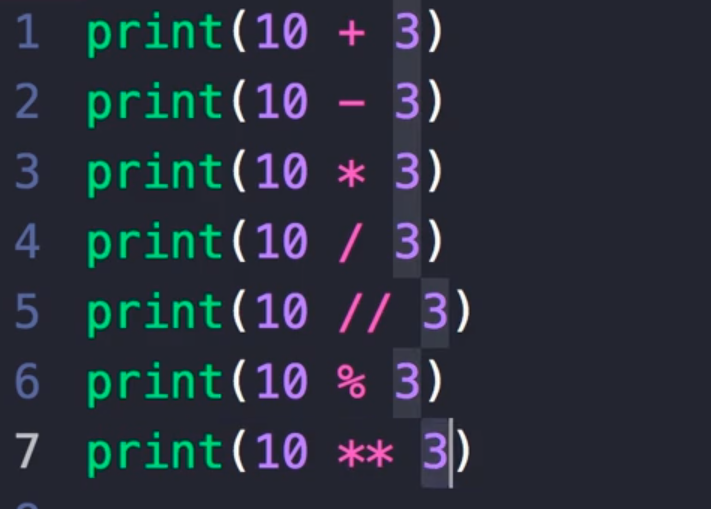 1 print(10 + 3)
2 print(10 - 3)
3 print(10 * 3)
4 print(10 / 3)
5 print(10 // 3)
6 print(10 % 3)
7 print(10 ** 3)